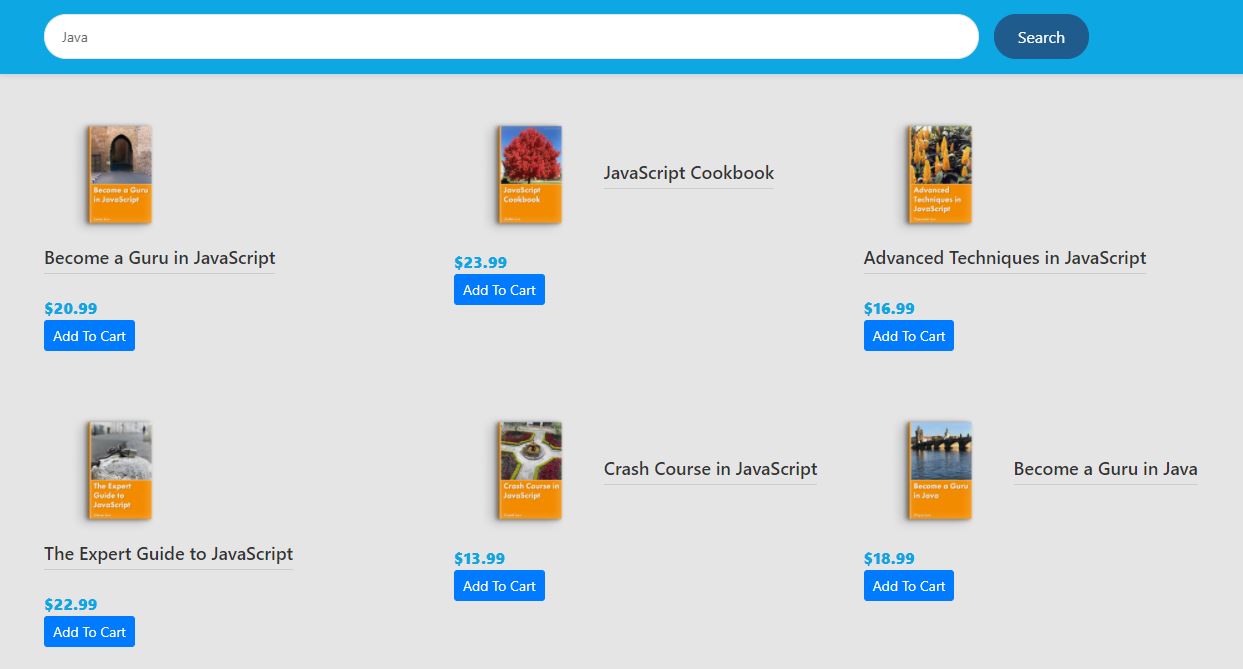 Java
Search
Become a Guru
in JavaScript
JavaScript
Cookbook
JavaScript Cookbook
Advanced
Techniques in
JavaScript
Become a Guru in JavaScript
$23.99
Add To Cart
Advanced Techniques in JavaScript
$20.99
Add To Cart
$16.99
Add To Cart
The Expert
Guide to
JavaScript
Crash Course in
JavaScript
Crash Course in JavaScript
Become a Guru
in Java
Become a Guru in Java
The Expert Guide to JavaScript
$13.99
Add To Cart
$18.99
Add To Cart
$22.99
Add To Cart